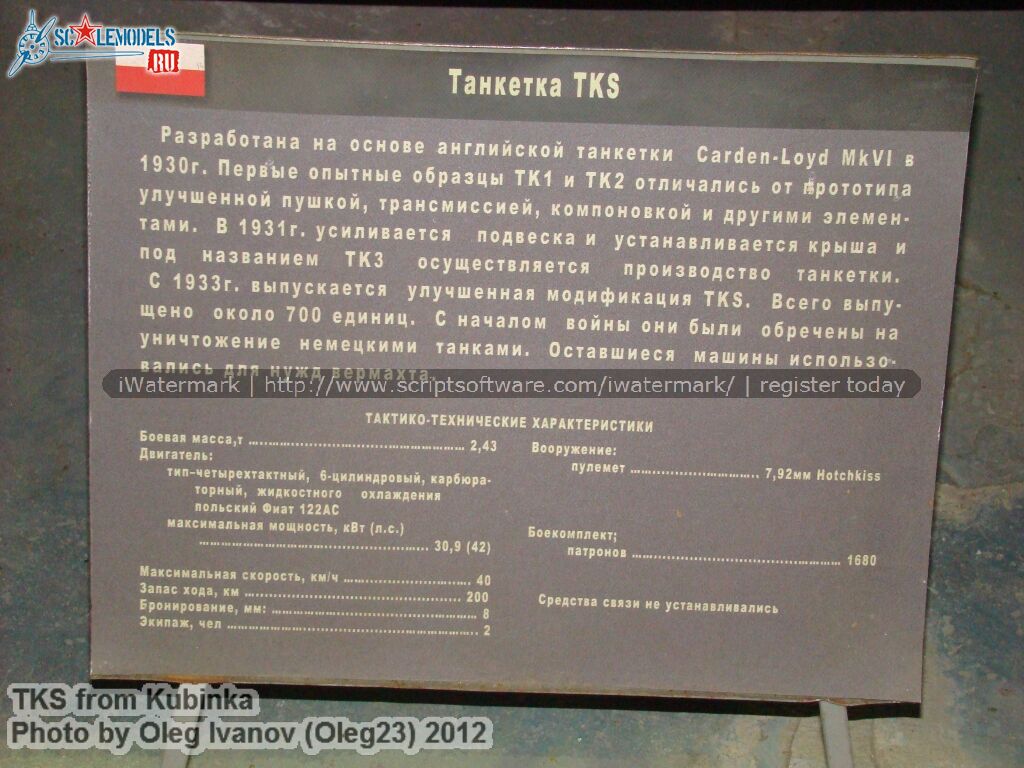 SCALEMODELS
RU
Танкетка TKS
Разработана на основе английской танкетки Carden-Loyd MkVI в
1930г. Первые опытные образцы ТК1 и ТК2 отличались от прототипа
улучшенной пушкой, трансмиссией, компоновкой и другими элемен-
тами. В 1931г. усиливается подвеска и устанавливается крыша и
под названием ТК3 осуществляется производство танкетки.
С 1933г. выпускается улучшенная модификация TKS. Всего выпу-
щено около 700 единиц. С началом войны они были обречены на
уничтожение немецкими танками. Оставшиеся машины использо-
вались для нужд вермахта.
iWatermark | http://www.scriptsoftware.com/iwatermark/ | register today
ТАКТИКО-ТЕХНИЧЕСКИЕ ХАРАКТЕРИСТИКИ
Боевая масса,т ........ 2,43
Двигатель:
тип-четырехтактный, 6-цилиндровый, карбюра-
торный, жидкостного охлаждения
польский Фиат 122АС
максимальная мощность, кВт (л.с.)
........ 30,9 (42)
Максимальная скорость, км/ч ........ 40
Запас хода, км ........ 200
Бронирование, мм: ........ 8
Экипаж, чел ........ 2
Вооружение:
пулемет ........ 7,92мм Hotchkiss
Боекомплект;
патронов ........ 1680
Средства связи не устанавливались
TKS from Kubinka
Photo by Oleg Ivanov (Oleg23) 2012